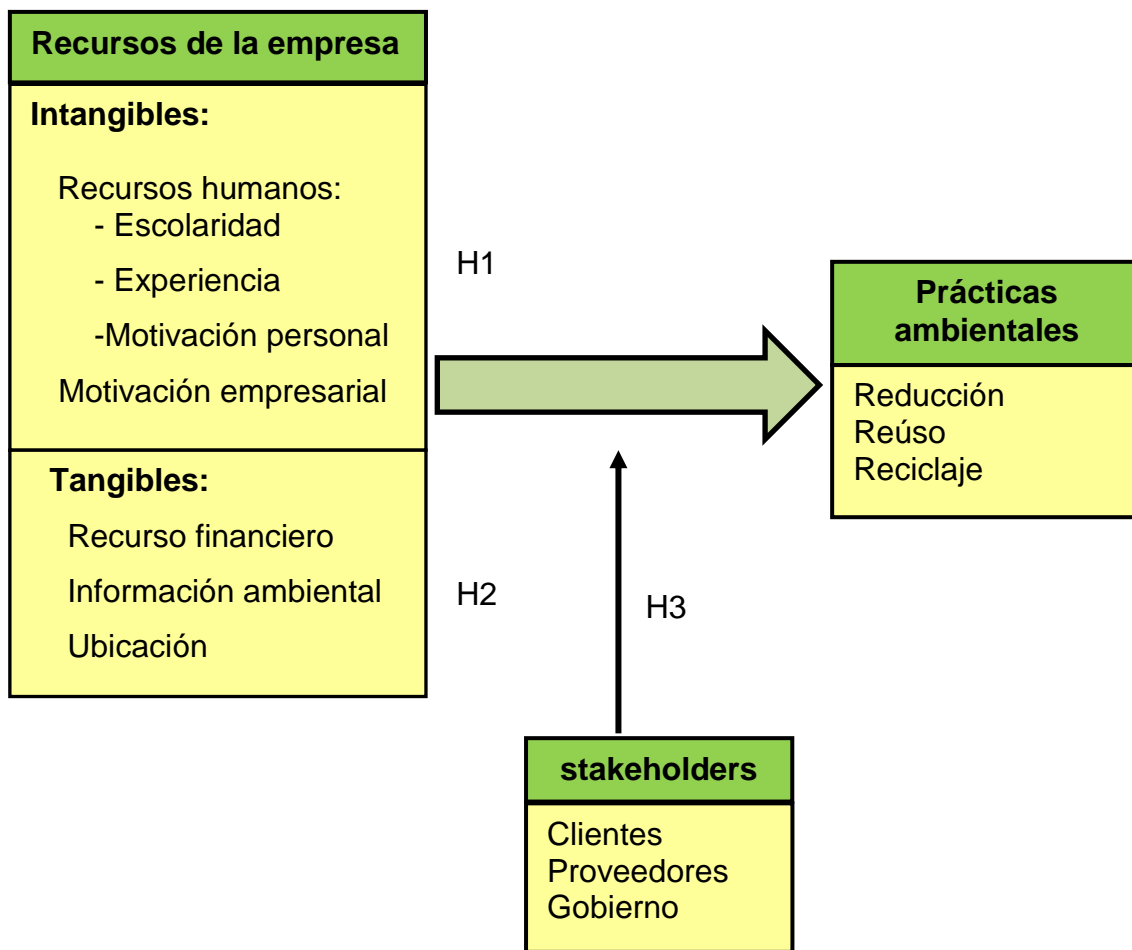 Recursos de la empresa
Intangibles:
Recursos humanos:
- Escolaridad
- Experiencia
-Motivación personal
Motivación empresarial
Tangibles:
Recurso financiero
Información ambiental
Ubicación
H1
H2
H3
Prácticas
ambientales
Reducción
Reúso
Reciclaje
stakeholders
Clientes
Proveedores
Gobierno